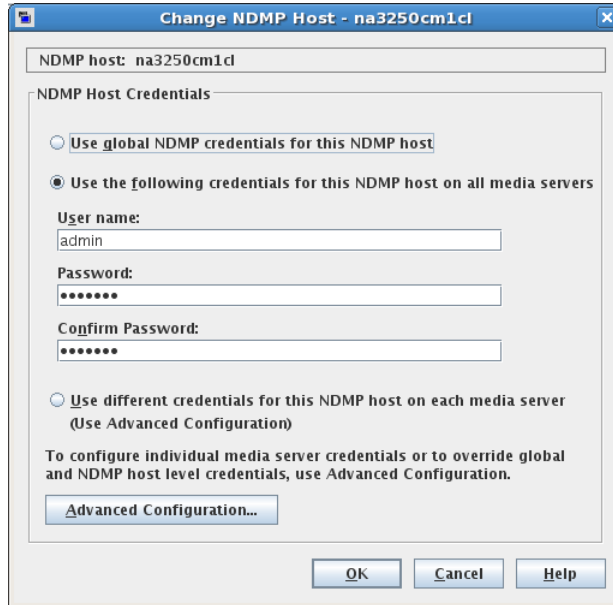 Change NDMP Host - na3250cm1cl
NDMP host: na3250cm1cl
NDMP Host Credentials
Use global NDMP credentials for this NDMP host
Use the following credentials for this NDMP host on all media servers
User name:
admin
Password:
•••••••
Confirm Password:
•••••••
Use different credentials for this NDMP host on each media server
(Use Advanced Configuration)
To configure individual media server credentials or to override global
and NDMP host level credentials, use Advanced Configuration.
Advanced Configuration...
OK Cancel Help